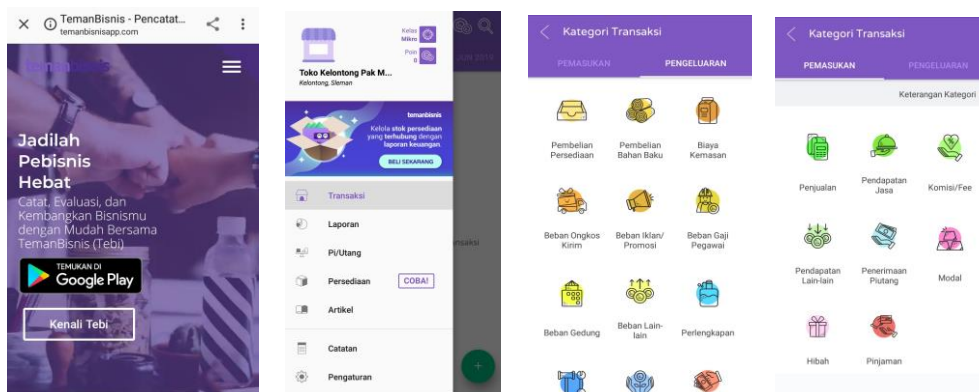 TemanBisnis - Pencatat...
temanbisnisapp.com
temanbisnis
Jadilah
Pebisnis
Hebat
Catat, Evaluasi, dan
Kembangkan Bisnismu
dengan Mudah Bersama
TemanBisnis (Tebi)
TEMUKAN DI
Google Play
Kenali Tebi
Kelas
Mikro
Poin
0
Toko Kelontong Pak M...
Kelontong, Sleman
JUN 2019
temanbisnis
Kelola stok persediaan
yang terhubung dengan
laporan keuangan.
BELI SEKARANG
Transaksi
Laporan
Pi/Utang
Persediaan
COBA!
Artikel
Catatan
Pengaturan
Kategori Transaksi
PEMASUKAN
PENGELUARAN
Pembelian
Persediaan
Pembelian
Bahan Baku
Biaya
Kemasan
Beban Ongkos
Kirim
Beban Iklan/
Promosi
Beban Gaji
Pegawai
Beban Gedung
Beban Lain-
lain
Perlengkapan
Kategori Transaksi
PEMASUKAN
PENGELUARAN
Keterangan Kategori
Penjualan
Pendapatan
Jasa
Komisi/Fee
Pendapatan
Lain-lain
Penerimaan
Piutang
Modal
Hibah
Pinjaman